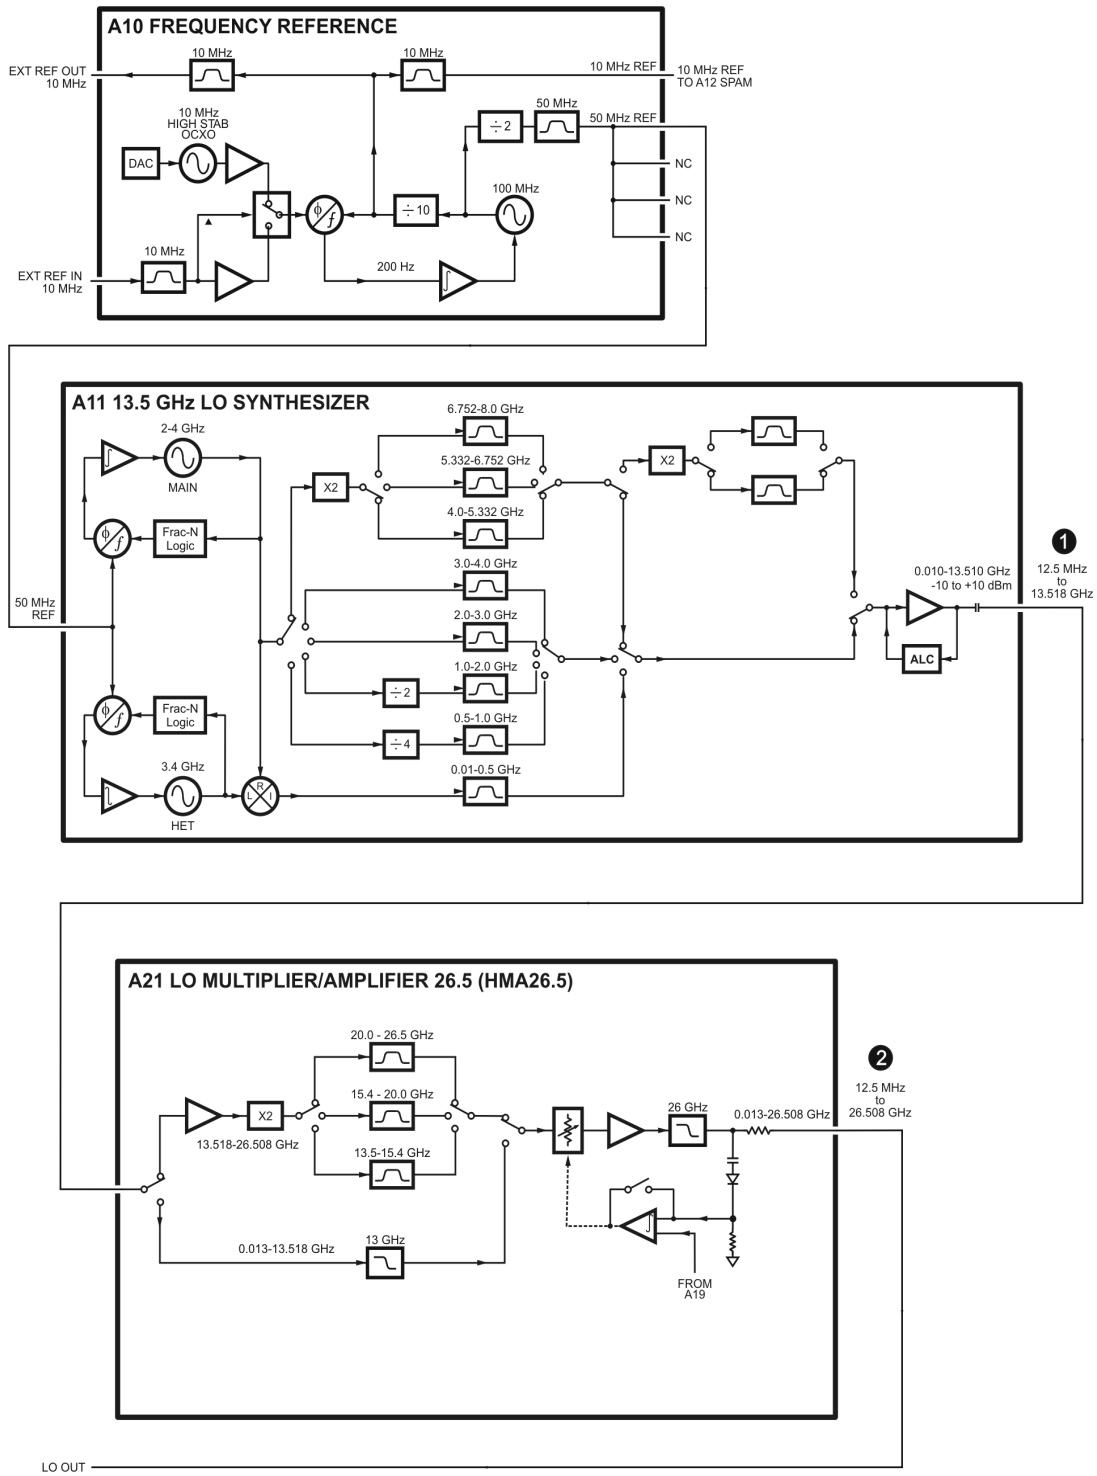 A10 FREQUENCY REFERENCE
10 MHz
10 MHz
EXT REF OUT
10 MHz
10 MHz REF
10 MHz REF
TO A12 SPAM
10 MHz
HIGH STAB
OCXO
50 MHz
÷2
50 MHz REF
DAC
NC
NC
NC
100 MHz
ϕ
f
÷10
10 MHz
200 Hz
∫
EXT REF IN
10 MHz
A11 13.5 GHz LO SYNTHESIZER
2-4 GHz
∫
MAIN
6.752-8.0 GHz
5.332-6.752 GHz
X2
X2
4.0-5.332 GHz
ϕ
f
Frac-N
Logic
3.0-4.0 GHz
0.010-13.510 GHz
-10 to +10 dBm
1
12.5 MHz
to
13.518 GHz
50 MHz
REF
2.0-3.0 GHz
ALC
1.0-2.0 GHz
÷2
ϕ
f
Frac-N
Logic
0.5-1.0 GHz
÷4
3.4 GHz
0.01-0.5 GHz
∫
R
L
I
HET
A21 LO MULTIPLIER/AMPLIFIER 26.5 (HMA26.5)
20.0 - 26.5 GHz
2
12.5 MHz
to
26.508 GHz
15.4 - 20.0 GHz
X2
26 GHz
0.013-26.508 GHz
13.518-26.508 GHz
13.5-15.4 GHz
∫
0.013-13.518 GHz
13 GHz
FROM
A19
LO OUT